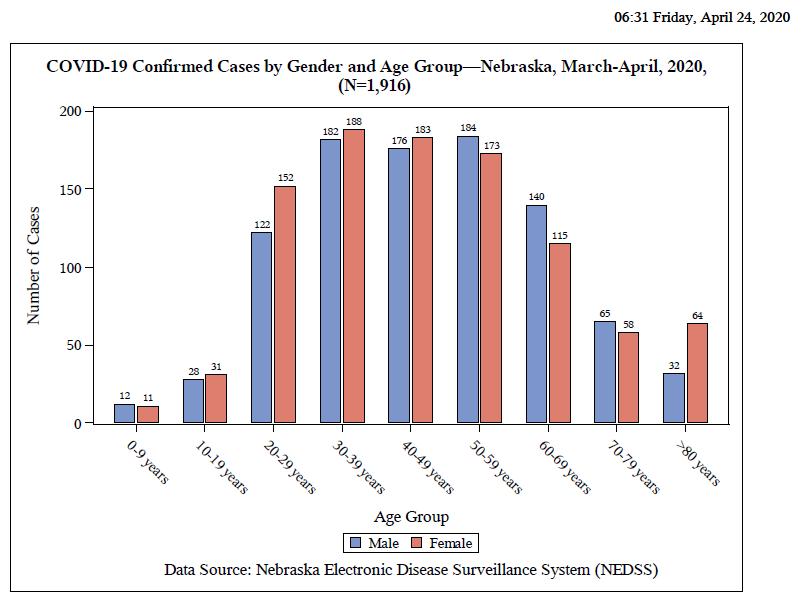 06:31 Friday, April 24, 2020
COVID-19 Confirmed Cases by Gender and Age Group—Nebraska, March-April, 2020,
(N=1,916)
Number of Cases
200
150
100
50
0
12 11
28 31
122 152
182 188
176 183
184 173
140 115
65 58
32 64
0-9 years
10-19 years
20-29 years
30-39 years
40-49 years
50-59 years
60-69 years
70-79 years
>80 years
Age Group
Male Female
Data Source: Nebraska Electronic Disease Surveillance System (NEDSS)